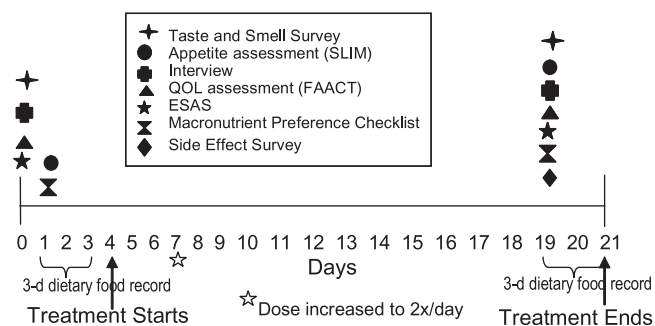 Taste and Smell Survey
Appetite assessment (SLIM)
Interview
QOL assessment (FAACT)
ESAS
Macronutrient Preference Checklist
Side Effect Survey
0 1 2 3 4 5 6 7 8 9 10 11 12 13 14 15 16 17 18 19 20 21
Days
3-d dietary food record
3-d dietary food record
Treatment Starts
Dose increased to 2x/day
Treatment Ends